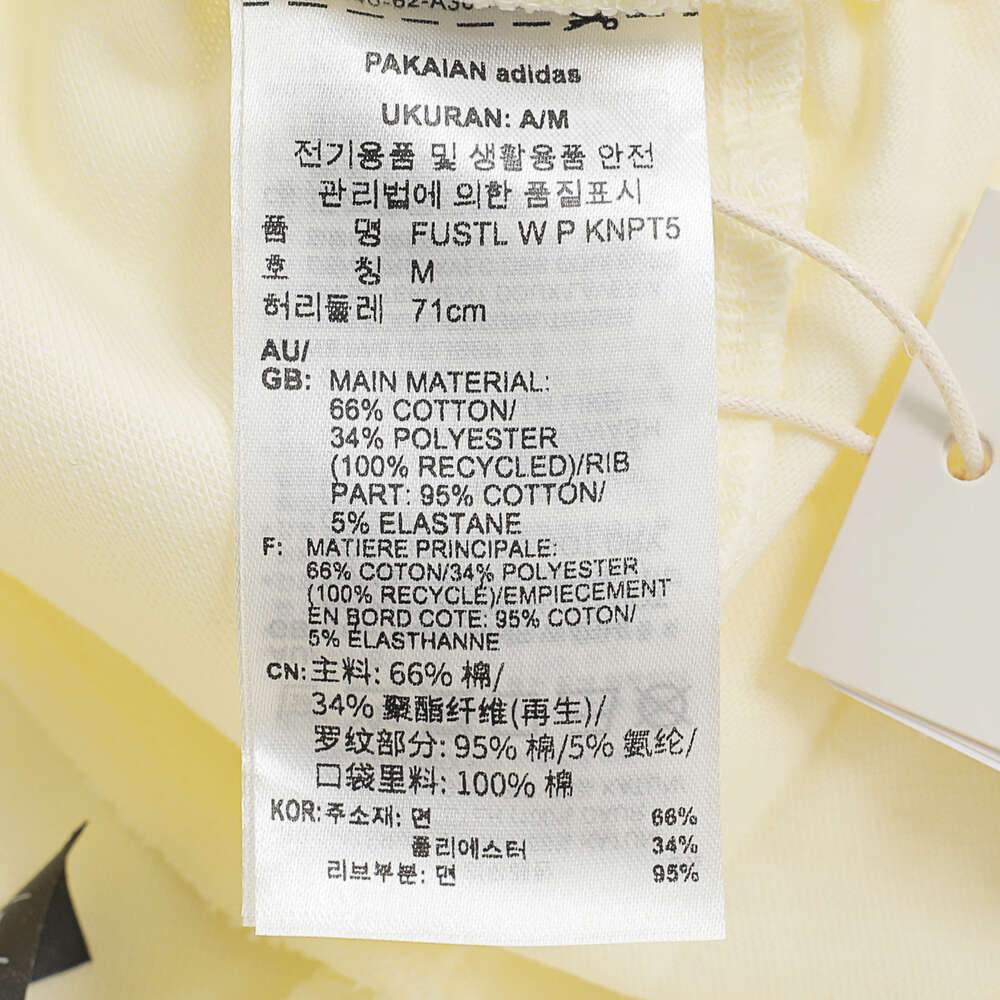 PAKAIAN adidas
UKURAN: A/M
전기용품 및 생활용품 안전
관리법에 의한 품질표시
품 명 FUSTL W P KNPT5
호 칭 M
허리둘레 71cm
AU/
GB: MAIN MATERIAL:
66% COTTON/
34% POLYESTER
(100% RECYCLED)/RIB
PART: 95% COTTON/
5% ELASTANE
F: MATIERE PRINCIPALE:
66% COTON/34% POLYESTER
(100% RECYCLÉ)/EMPIECEMENT
EN BORD COTE: 95% COTON/
5% ÉLASTHANNE
CN: 主料: 66% 棉/
34% 聚酯纤维(再生)/
罗纹部分: 95% 棉/5% 氨纶/
口袋里料: 100% 棉
KOR: 주소재: 면 66%
폴리에스터 34%
리브부분: 면 95%